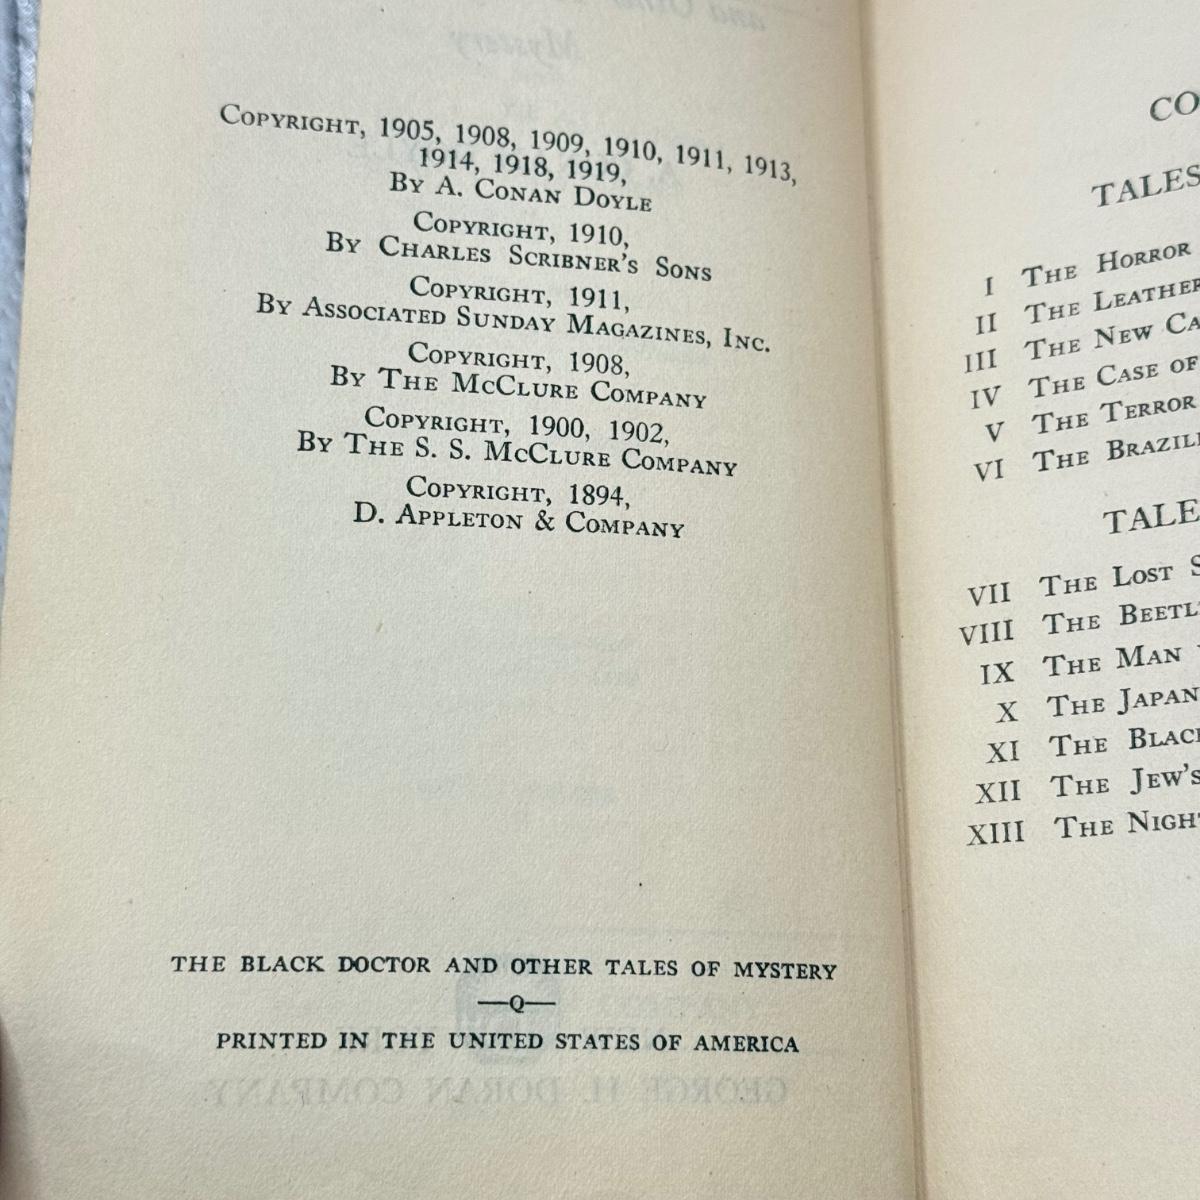 Copyright, 1905, 1908, 1909, 1910, 1911, 1913,
1914, 1918, 1919,
By A. Conan Doyle
Copyright, 1910,
By Charles Scribner's Sons
Copyright, 1911,
By Associated Sunday Magazines, Inc.
Copyright, 1908,
By The McClure Company
Copyright, 1900, 1902,
By The S. S. McClure Company
Copyright, 1894,
D. Appleton & Company
THE BLACK DOCTOR AND OTHER TALES OF MYSTERY
—Q—
PRINTED IN THE UNITED STATES OF AMERICA
GEORGE H. DORAN COMPANY
CO
TALES
I The Horror
II The Leather
III The New Ca
IV The Case of
V The Terror
VI The Brazili
TALE
VII The Lost S
VIII The Beetl
IX The Man
X The Japan
XI The Black
XII The Jew's
XIII The Night